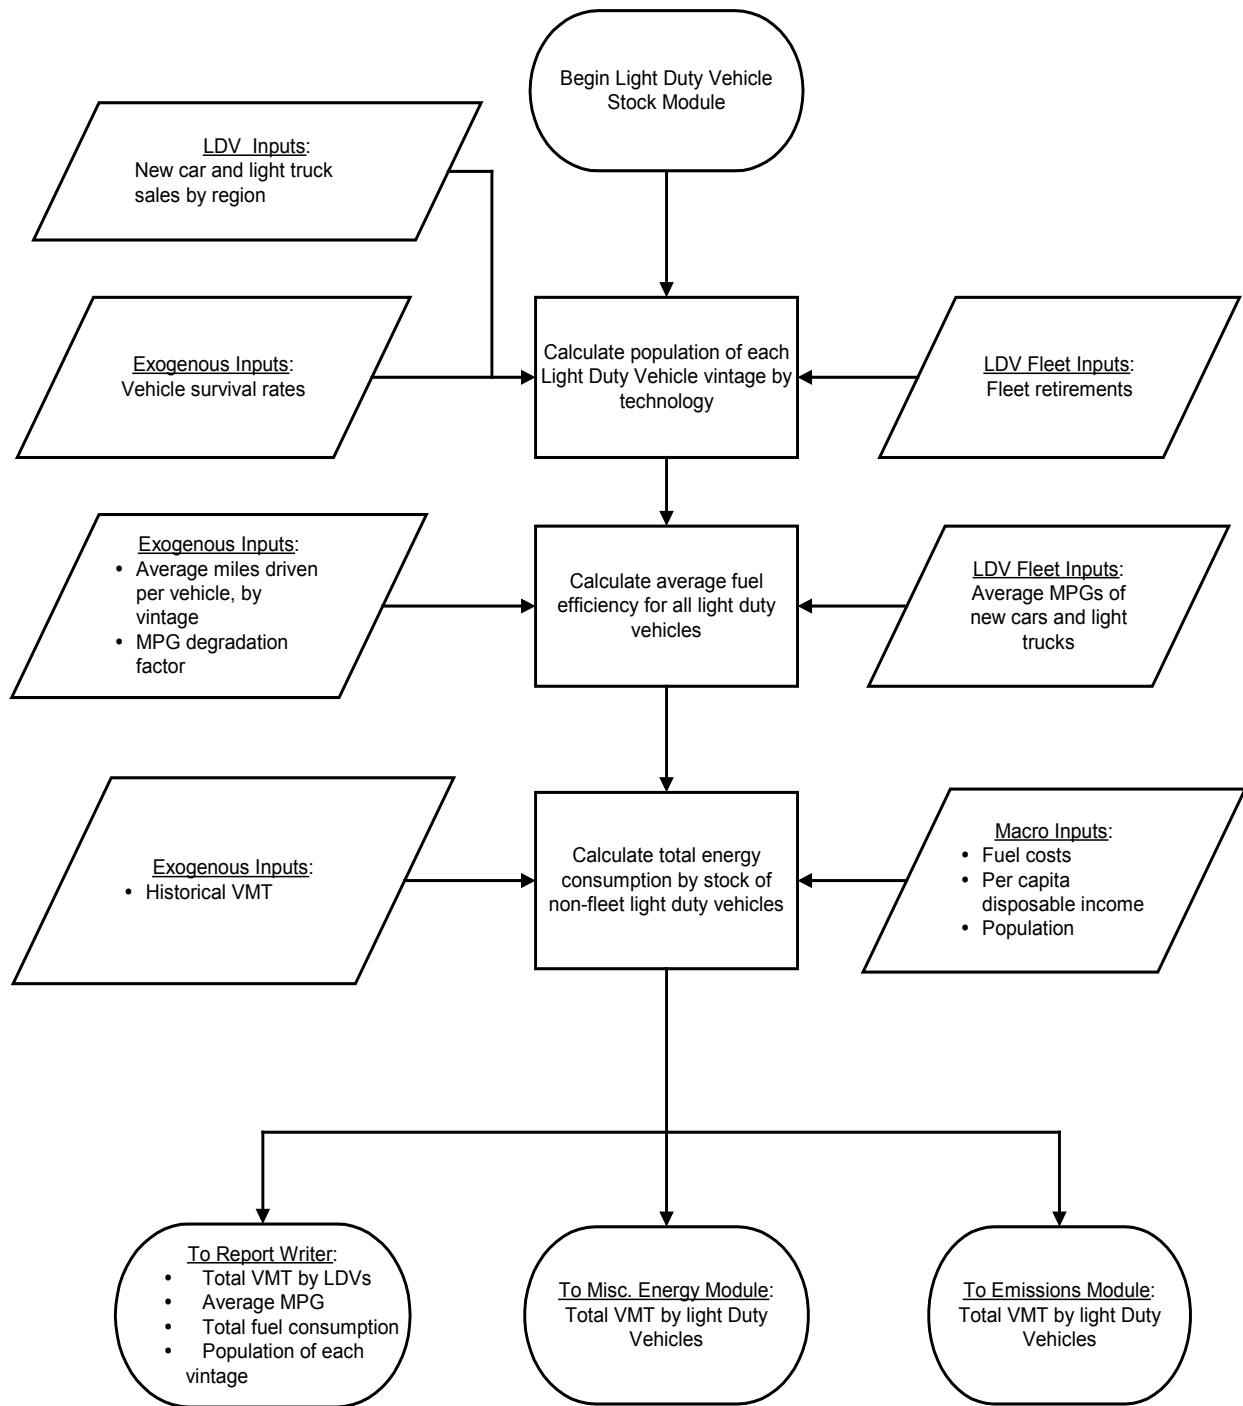 Begin Light Duty Vehicle
Stock Module
LDV  Inputs:
New car and light truck
sales by region
Exogenous Inputs:
Vehicle survival rates
Calculate population of each
Light Duty Vehicle vintage by
technology
LDV Fleet Inputs:
Fleet retirements
Exogenous Inputs:
• Average miles driven
per vehicle, by
vintage
• MPG degradation
factor
Calculate average fuel
efficiency for all light duty
vehicles
LDV Fleet Inputs:
Average MPGs of
new cars and light
trucks
Exogenous Inputs:
• Historical VMT
Calculate total energy
consumption by stock of
non-fleet light duty vehicles
Macro Inputs:
• Fuel costs
• Per capita
disposable income
• Population
To Report Writer:
• Total VMT by LDVs
• Average MPG
• Total fuel consumption
• Population of each
vintage
To Misc. Energy Module:
Total VMT by light Duty
Vehicles
To Emissions Module:
Total VMT by light Duty
Vehicles